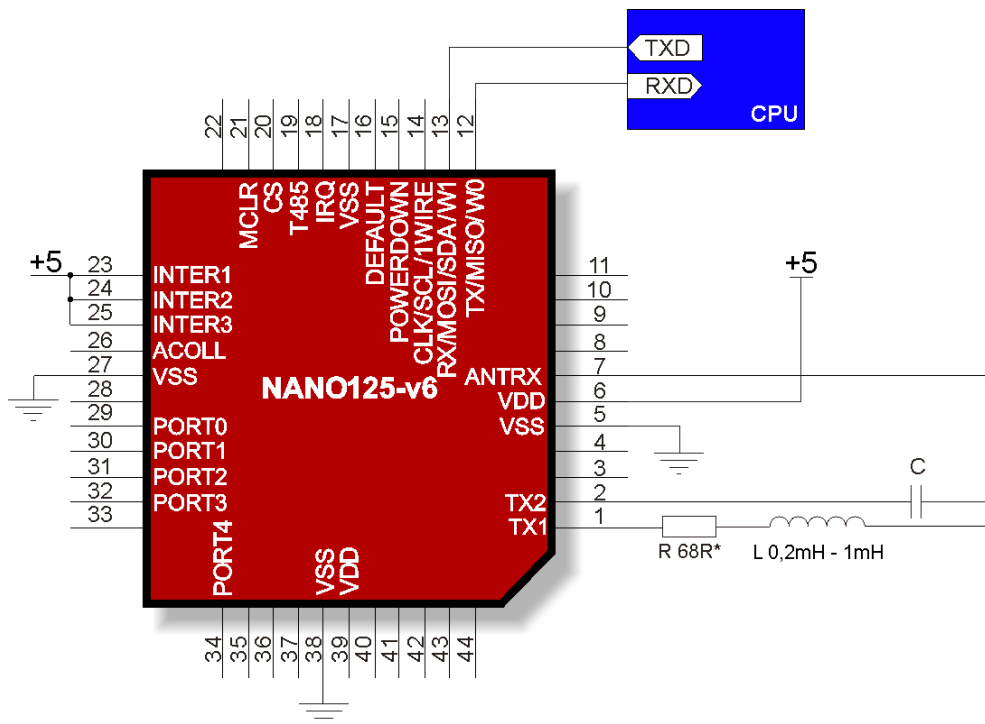 TXD
RXD
CPU
22
21
20
19
18
17
16
15
14
13
12
MCLR
CS
T485
IRQ
VSS
DEFAULT
POWERDOWN
CLK/SCL/1WIRE
RX/MOSI/SDA/W1
TX/MISO/W0
+5
23 INTER1
24 INTER2
25 INTER3
26 ACOLL
27 VSS
28
29 PORT0
30 PORT1
31 PORT2
32 PORT3
33
NANO125-v6
+5
11
10
9
8
ANTRX 7
VDD 6
VSS 5
4
3
TX2 2
TX1 1
C
R 68R*
L 0,2mH - 1mH
PORT4
VSS
VDD
34
35
36
37
38
39
40
41
42
43
44